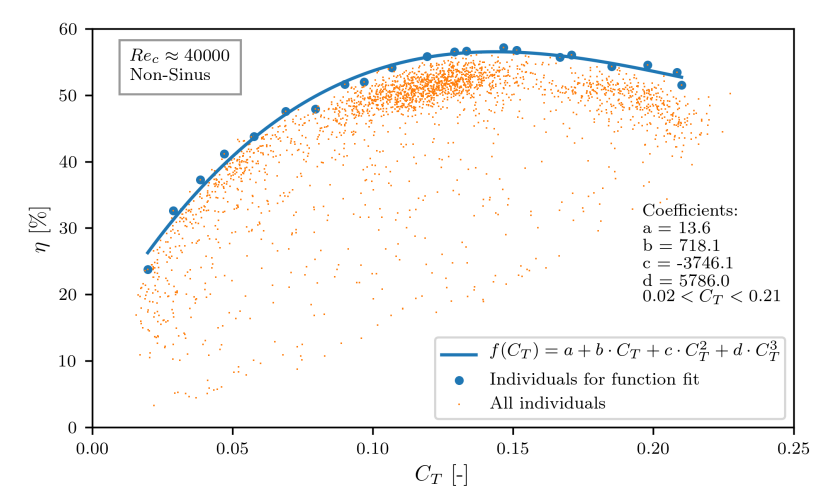 60
50
40
30
20
10
0
η [%]
Re_c ≈ 40000
Non-Sinus
Coefficients:
a = 13.6
b = 718.1
c = -3746.1
d = 5786.0
0.02 < C_T < 0.21
f(C_T) = a + b · C_T + c · C_T^2 + d · C_T^3
Individuals for function fit
All individuals
0.00 0.05 0.10 0.15 0.20 0.25
C_T [-]